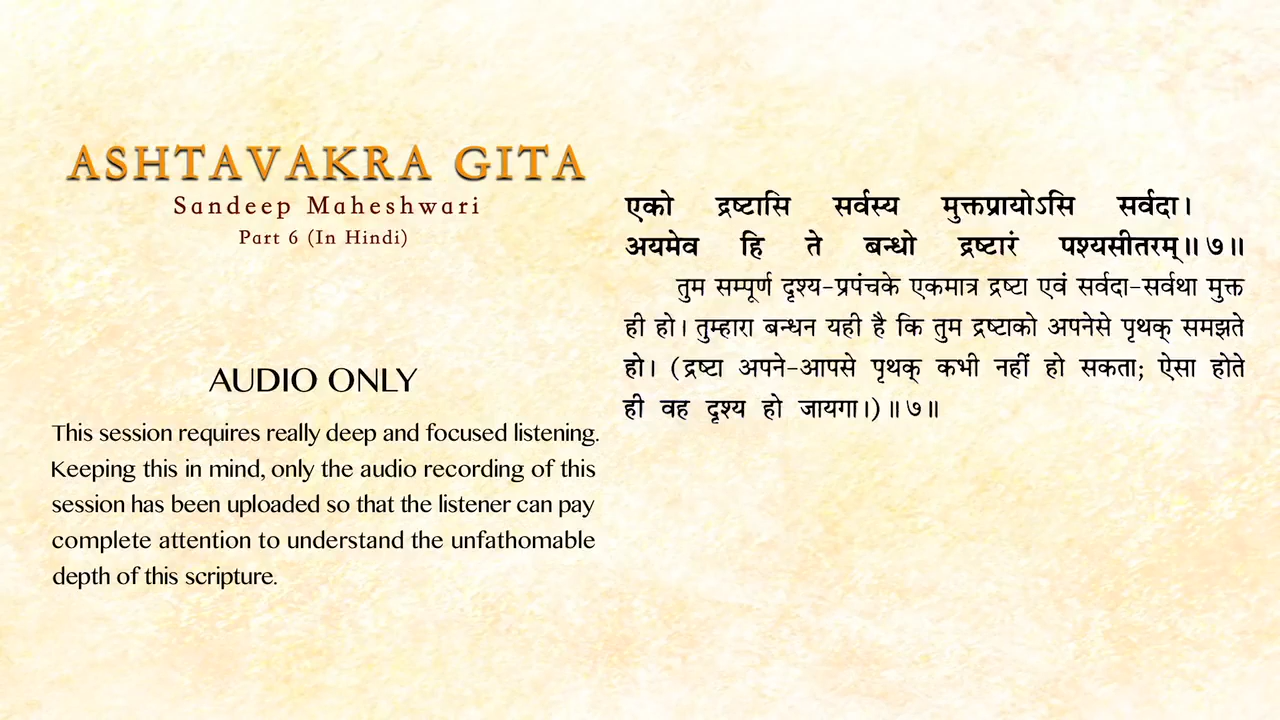 ASHTAVAKRA GITA
Sandeep Maheshwari
Part 6 (In Hindi)
AUDIO ONLY
This session requires really deep and focused listening.
Keeping this in mind, only the audio recording of this
session has been uploaded so that the listener can pay
complete attention to understand the unfathomable
depth of this scripture.
एको द्रष्टासि सर्वस्य मुक्तप्रायोऽसि सर्वदा।
अयमेव हि ते बन्धो द्रष्टारं पश्यसीतरम्॥ ७॥
तुम सम्पूर्ण दृश्य-प्रपंचके एकमात्र द्रष्टा एवं सर्वदा-सर्वथा मुक्त
ही हो। तुम्हारा बन्धन यही है कि तुम द्रष्टाको अपनेसे पृथक् समझते
हो। (द्रष्टा अपने-आपसे पृथक् कभी नहीं हो सकता; ऐसा होते
ही वह दृश्य हो जायगा।)॥ ७॥